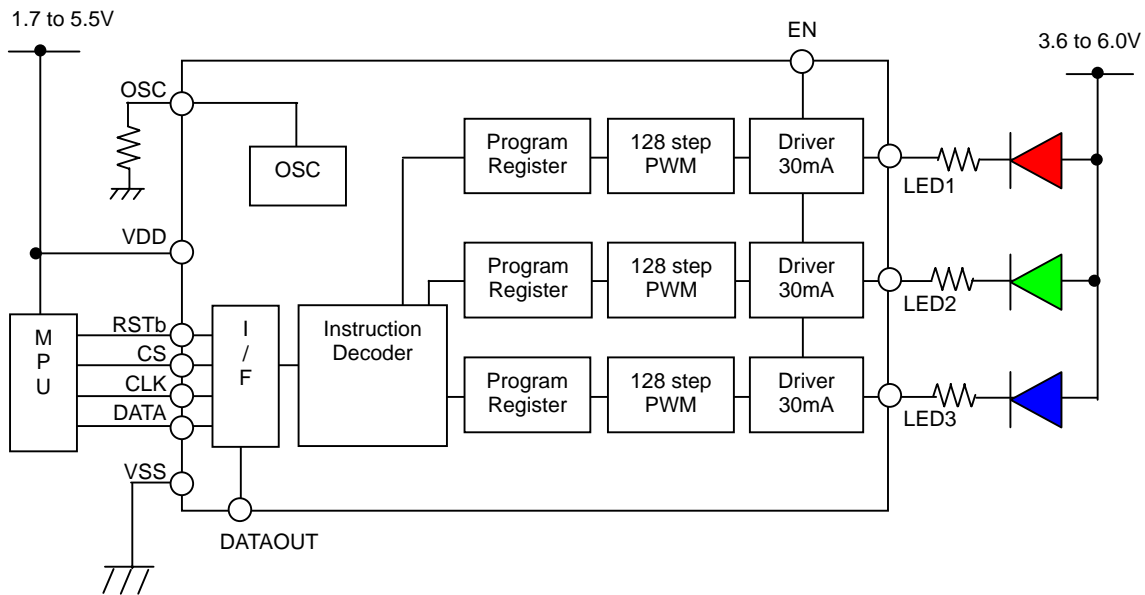 1.7 to 5.5V
EN
3.6 to 6.0V
OSC
OSC
Program
Register
128 step
PWM
Driver
30mA
LED1
VDD
Program
Register
128 step
PWM
Driver
30mA
LED2
M
P
U
RSTb
CS
CLK
DATA
I
/
F
Instruction
Decoder
Program
Register
128 step
PWM
Driver
30mA
LED3
VSS
DATAOUT